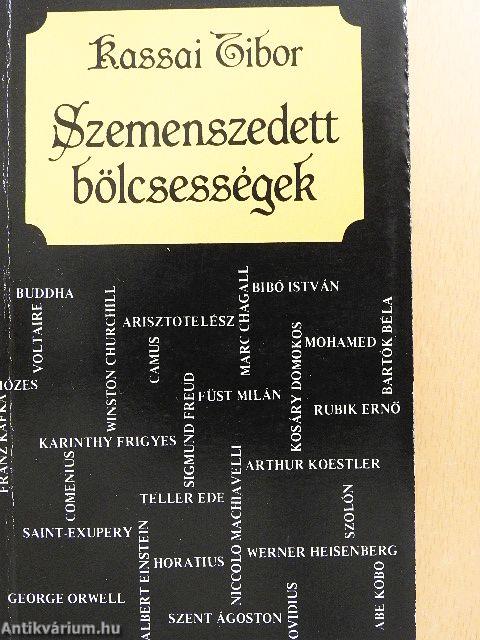 Kassai Tibor
Szemenszedett
bölcsességek
BUDDHA
VOLTAIRE
WINSTON CHURCHILL
ARISZTOTELÉSZ
CAMUS
MARC CHAGALL
BIBÓ ISTVÁN
MOHAMED
BARTÓK BÉLA
KOSÁRY DOMOKOS
MÓZES
FRANZ KAFKA
FÜST MILÁN
SIGMUND FREUD
RUBIK ERNŐ
KARINTHY FRIGYES
COMENIUS
ARTHUR KOESTLER
NICCOLO MACHIAVELLI
TELLER EDE
SZOLÓN
SAINT-EXUPERY
ALBERT EINSTEIN
HORATIUS
WERNER HEISENBERG
ABE KOBO
GEORGE ORWELL
SZENT ÁGOSTON
OVIDIUS
Antikvárium.hu